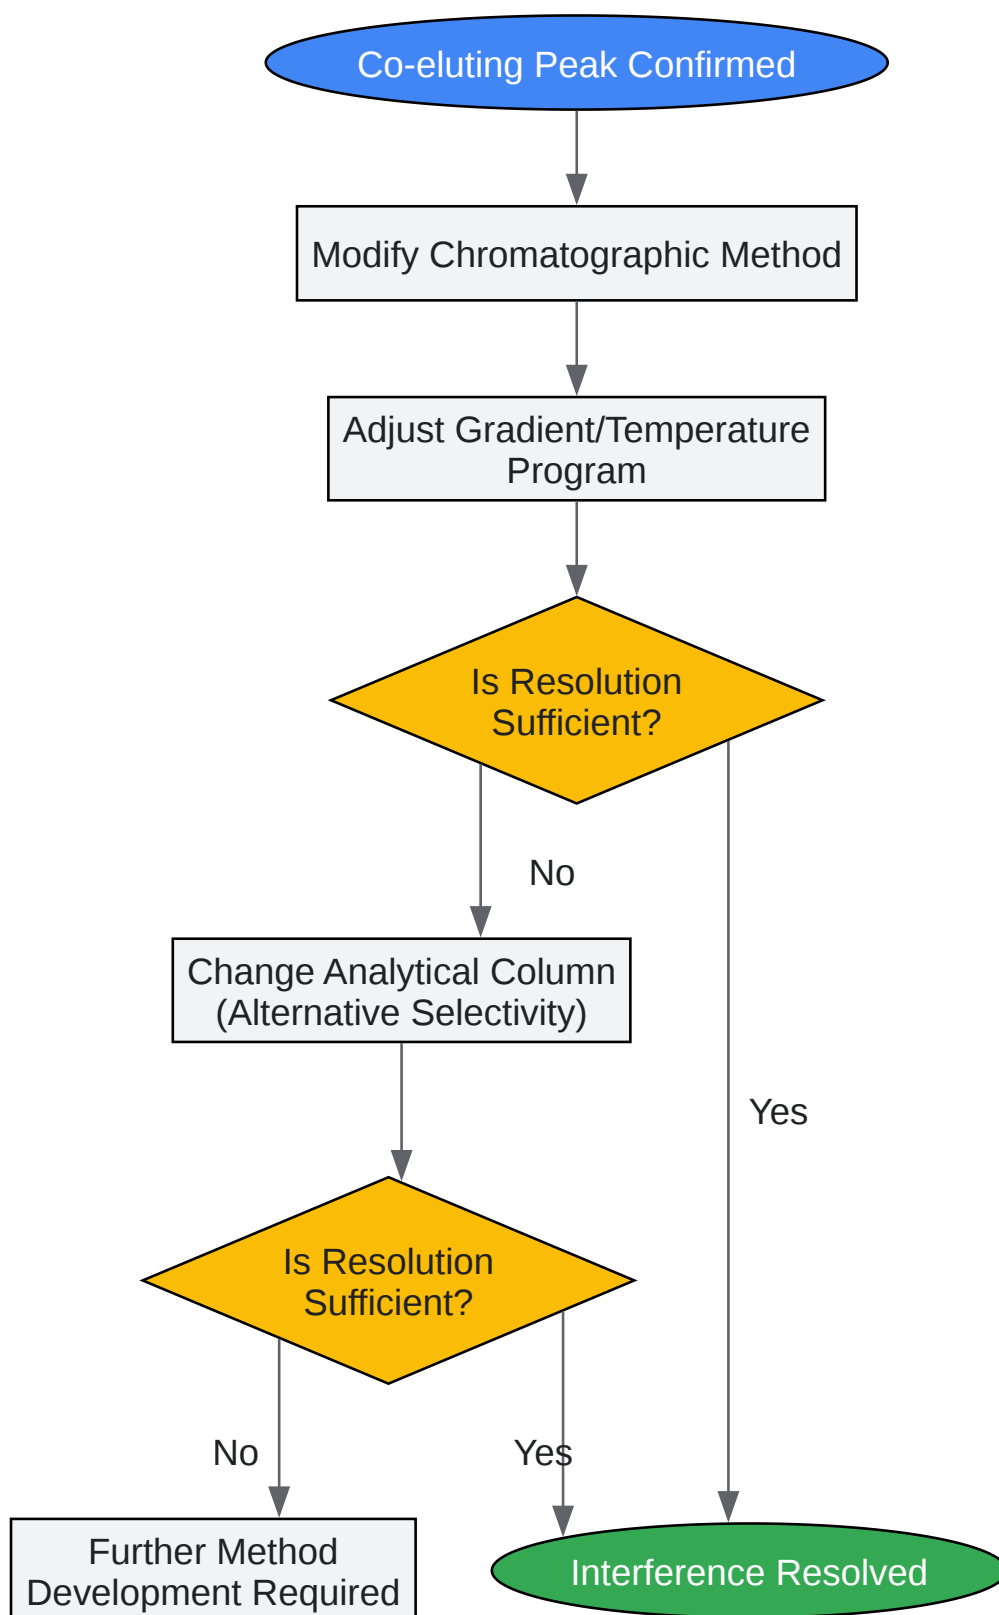 Co-eluting Peak Confirmed
Modify Chromatographic Method
Adjust Gradient/Temperature
Program
Is Resolution
Sufficient?
No
Change Analytical Column
(Alternative Selectivity)
Yes
Is Resolution
Sufficient?
No
Yes
Further Method
Development Required
Interference Resolved